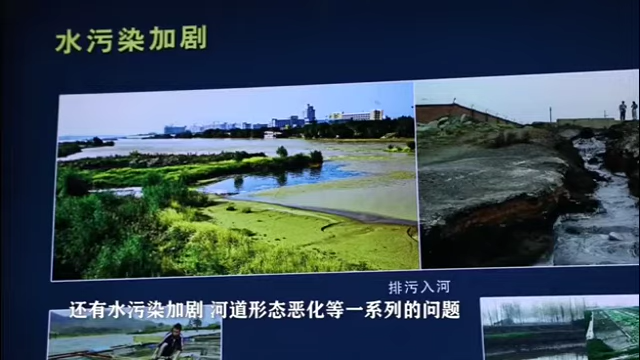 水污染加剧
排污入河
还有水污染加剧 河道形态恶化等一系列的问题